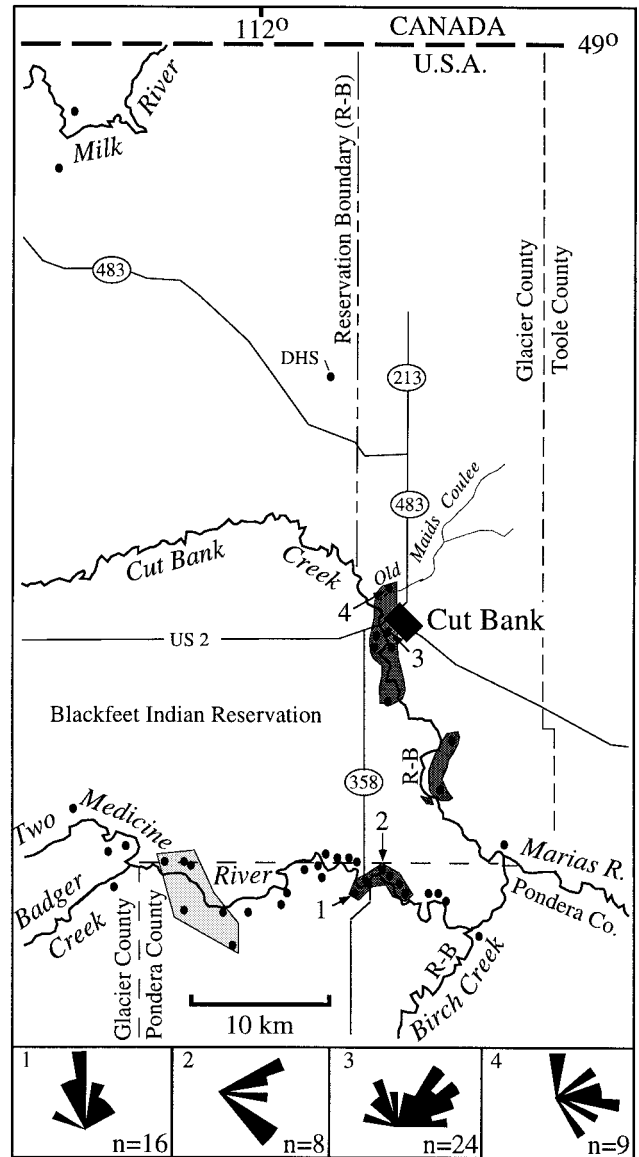 112o
CANADA
49o
U.S.A.
River
Milk
Reservation Boundary (R-B)
483
Glacier County
Toole County
DHS
213
483
Old Maids Coulee
Cut Bank
Creek
4
Cut Bank
3
US 2
Blackfeet Indian Reservation
R-B
358
2
Two Medicine
River
Marias R.
Badger
Creek
1
Pondera Co.
Glacier County
Pondera County
R-B
Birch Creek
10 km
1
n=16
2
n=8
3
n=24
4
n=9